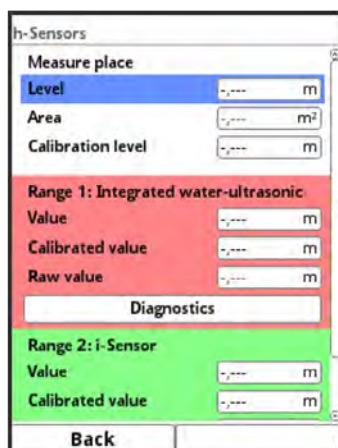 h-Sensors
Measure place
Level -,--- m
Area -,--- m²
Calibration level -,--- m
Range 1: Integrated water-ultrasonic
Value -,--- m
Calibrated value -,--- m
Raw value -,--- m
Diagnostics
Range 2: i-Sensor
Value -,--- m
Calibrated value -,--- m
Back